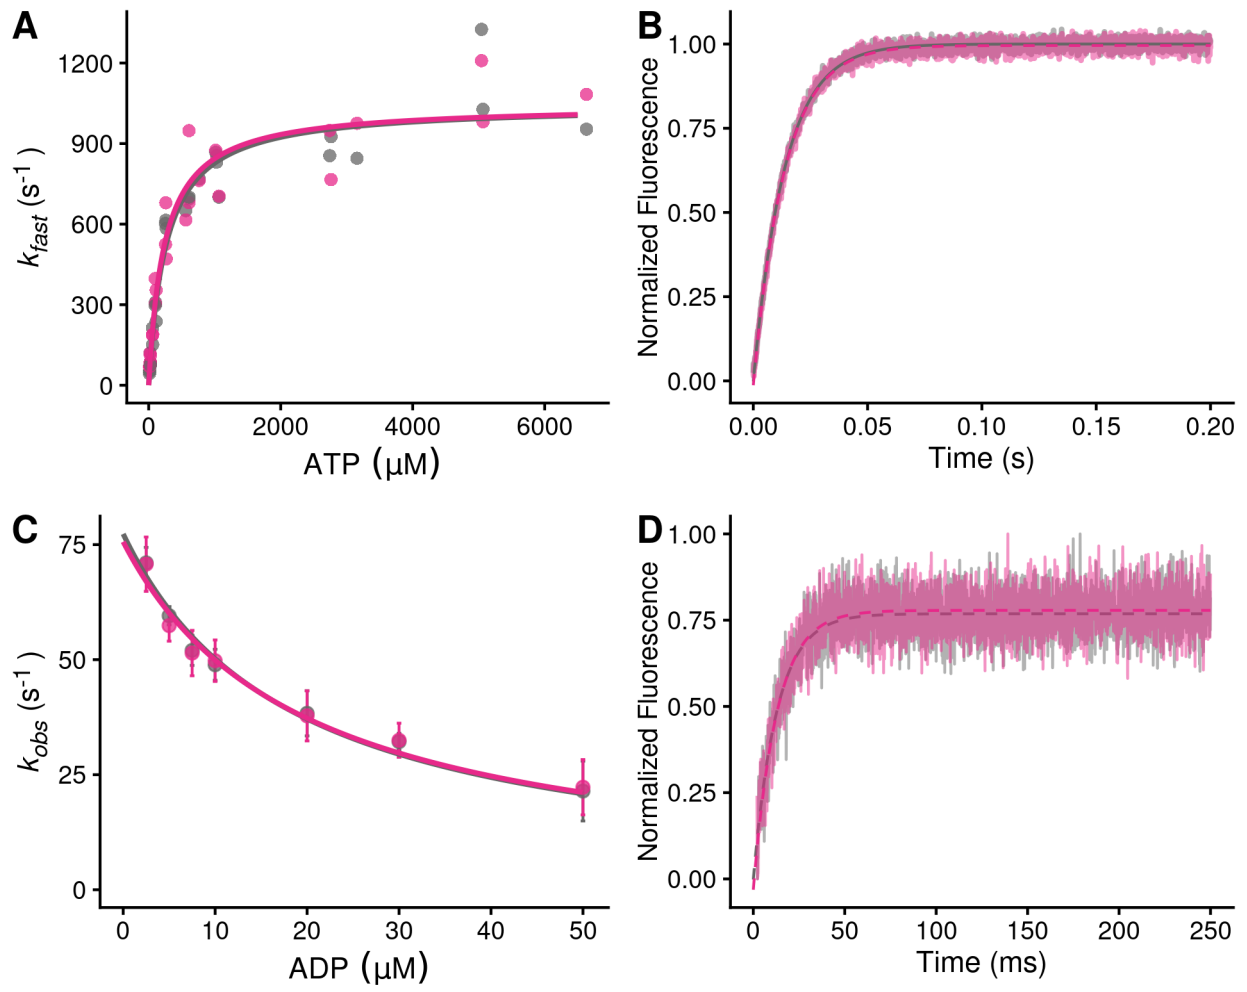 A
1200
900
600
300
0
k_fast (s^-1 )
0 2000 4000 6000
ATP (μM)
B
1.00
0.75
0.50
0.25
0.00
Normalized Fluorescence
0.00 0.05 0.10 0.15 0.20
Time (s)
C
75
50
25
0
k_obs (s^-1 )
0 10 20 30 40 50
ADP (μM)
D
1.00
0.75
0.50
0.25
0.00
Normalized Fluorescence
0 50 100 150 200 250
Time (ms)